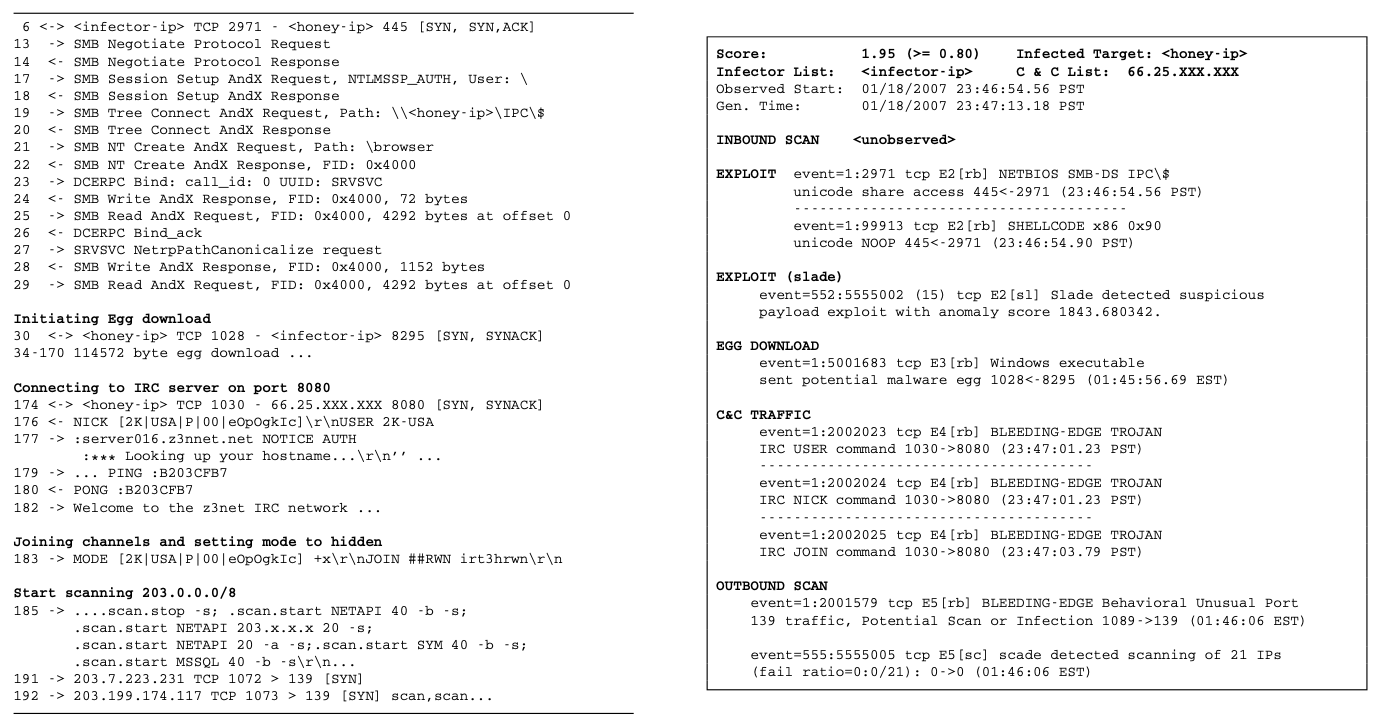 6 <-> <infector-ip> TCP 2971 - <honey-ip> 445 [SYN, SYN,ACK]
13 -> SMB Negotiate Protocol Request
14 <- SMB Negotiate Protocol Response
17 -> SMB Session Setup AndX Request, NTLMSSP_AUTH, User: \
18 <- SMB Session Setup AndX Response
19 -> SMB Tree Connect AndX Request, Path: \\<honey-ip>\IPC\$
20 <- SMB Tree Connect AndX Response
21 -> SMB NT Create AndX Request, Path: \browser
22 <- SMB NT Create AndX Response, FID: 0x4000
23 -> DCERPC Bind: call_id: 0 UUID: SRVSVC
24 <- SMB Write AndX Response, FID: 0x4000, 72 bytes
25 -> SMB Read AndX Request, FID: 0x4000, 4292 bytes at offset 0
26 <- DCERPC Bind_ack
27 -> SRVSVC NetrpPathCanonicalize request
28 <- SMB Write AndX Response, FID: 0x4000, 1152 bytes
29 -> SMB Read AndX Request, FID: 0x4000, 4292 bytes at offset 0
Initiating Egg download
30 <-> <honey-ip> TCP 1028 - <infector-ip> 8295 [SYN, SYNACK]
34-170 114572 byte egg download ...
Connecting to IRC server on port 8080
174 <-> <honey-ip> TCP 1030 - 66.25.XXX.XXX 8080 [SYN, SYNACK]
176 <- NICK [2K|USA|P|00|eOpOgkIc]\r\nUSER 2K-USA
177 -> :server016.z3nnet.net NOTICE AUTH
:*** Looking up your hostname...\r\n'' ...
179 -> ... PING :B203CFB7
180 <- PONG :B203CFB7
182 -> Welcome to the z3net IRC network ...
Joining channels and setting mode to hidden
183 -> MODE [2K|USA|P|00|eOpOgkIc] +x\r\nJOIN ##RWN irt3hrwn\r\n
Start scanning 203.0.0.0/8
185 -> ....scan.stop -s; .scan.start NETAPI 40 -b -s;
.scan.start NETAPI 203.x.x.x 20 -s;
.scan.start NETAPI 20 -a -s;.scan.start SYM 40 -b -s;
.scan.start MSSQL 40 -b -s\r\n...
191 -> 203.7.223.231 TCP 1072 > 139 [SYN]
192 -> 203.199.174.117 TCP 1073 > 139 [SYN] scan,scan...
Score: 1.95 (>= 0.80) Infected Target: <honey-ip>
Infector List: <infector-ip> C & C List: 66.25.XXX.XXX
Observed Start: 01/18/2007 23:46:54.56 PST
Gen. Time: 01/18/2007 23:47:13.18 PST
INBOUND SCAN <unobserved>
EXPLOIT event=1:2971 tcp E2[rb] NETBIOS SMB-DS IPC\$
unicode share access 445<-2971 (23:46:54.56 PST)
---------------------------------------
event=1:99913 tcp E2[rb] SHELLCODE x86 0x90
unicode NOOP 445<-2971 (23:46:54.90 PST)
EXPLOIT (slade)
event=552:5555002 (15) tcp E2[sl] Slade detected suspicious
payload exploit with anomaly score 1843.680342.
EGG DOWNLOAD
event=1:5001683 tcp E3[rb] Windows executable
sent potential malware egg 1028<-8295 (01:45:56.69 EST)
C&C TRAFFIC
event=1:2002023 tcp E4[rb] BLEEDING-EDGE TROJAN
IRC USER command 1030->8080 (23:47:01.23 PST)
---------------------------------------
event=1:2002024 tcp E4[rb] BLEEDING-EDGE TROJAN
IRC NICK command 1030->8080 (23:47:01.23 PST)
---------------------------------------
event=1:2002025 tcp E4[rb] BLEEDING-EDGE TROJAN
IRC JOIN command 1030->8080 (23:47:03.79 PST)
OUTBOUND SCAN
event=1:2001579 tcp E5[rb] BLEEDING-EDGE Behavioral Unusual Port
139 traffic, Potential Scan or Infection 1089->139 (01:46:06 EST)
event=555:5555005 tcp E5[sc] scade detected scanning of 21 IPs
(fail ratio=0:0/21): 0->0 (01:46:06 EST)